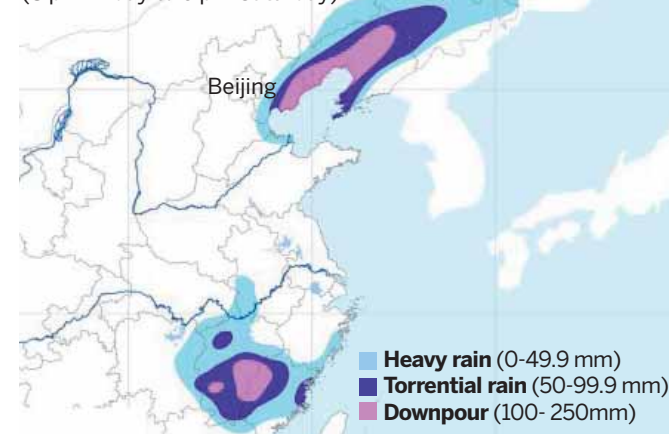 Beijing
Heavy rain (0-49.9 mm)
Torrential rain (50-99.9 mm)
Downpour (100- 250mm)